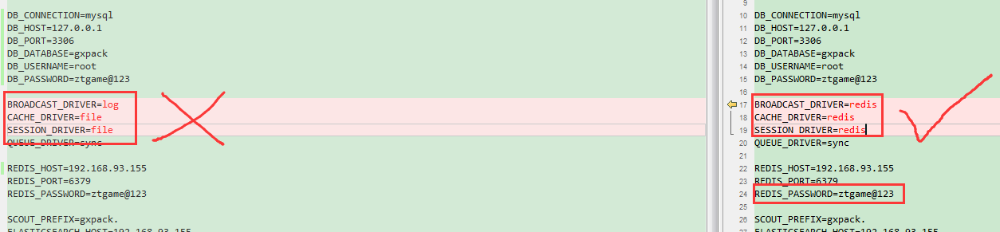 DB_CONNECTION=mysql
DB_HOST=127.0.0.1
DB_PORT=3306
DB_DATABASE=gxpack
DB_USERNAME=root
DB_PASSWORD=ztgame@123
BROADCAST_DRIVER=log
CACHE_DRIVER=file
SESSION_DRIVER=file
QUEUE_DRIVER=sync
REDIS_HOST=192.168.93.155
REDIS_PORT=6379
REDIS_PASSWORD=ztgame@123
SCOUT_PREFIX=gxpack.
ELASTICSEARCH_HOST=192.168.93.155
9
10 DB_CONNECTION=mysql
11 DB_HOST=127.0.0.1
12 DB_PORT=3306
13 DB_DATABASE=gxpack
14 DB_USERNAME=root
15 DB_PASSWORD=ztgame@123
16
17 BROADCAST_DRIVER=redis
18 CACHE_DRIVER=redis
19 SESSION_DRIVER=redis
20 QUEUE_DRIVER=sync
21
22 REDIS_HOST=192.168.93.155
23 REDIS_PORT=6379
24 REDIS_PASSWORD=ztgame@123
25
26 SCOUT_PREFIX=gxpack.
27 ELASTICSEARCH_HOST=192.168.93.155